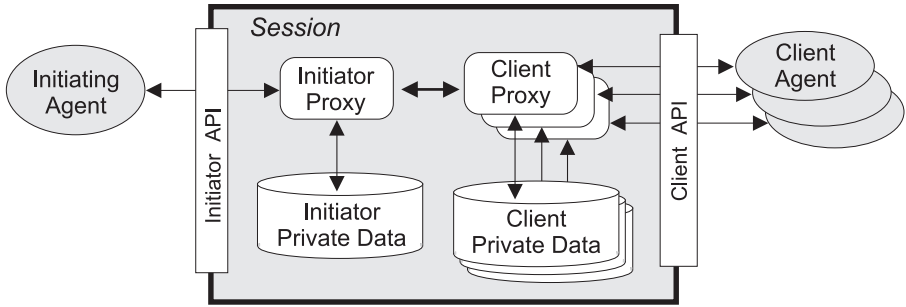 Session
Initiating
Agent
Initiator API
Initiator
Proxy
Client
Proxy
Client API
Client
Agent
Initiator
Private Data
Client
Private Data